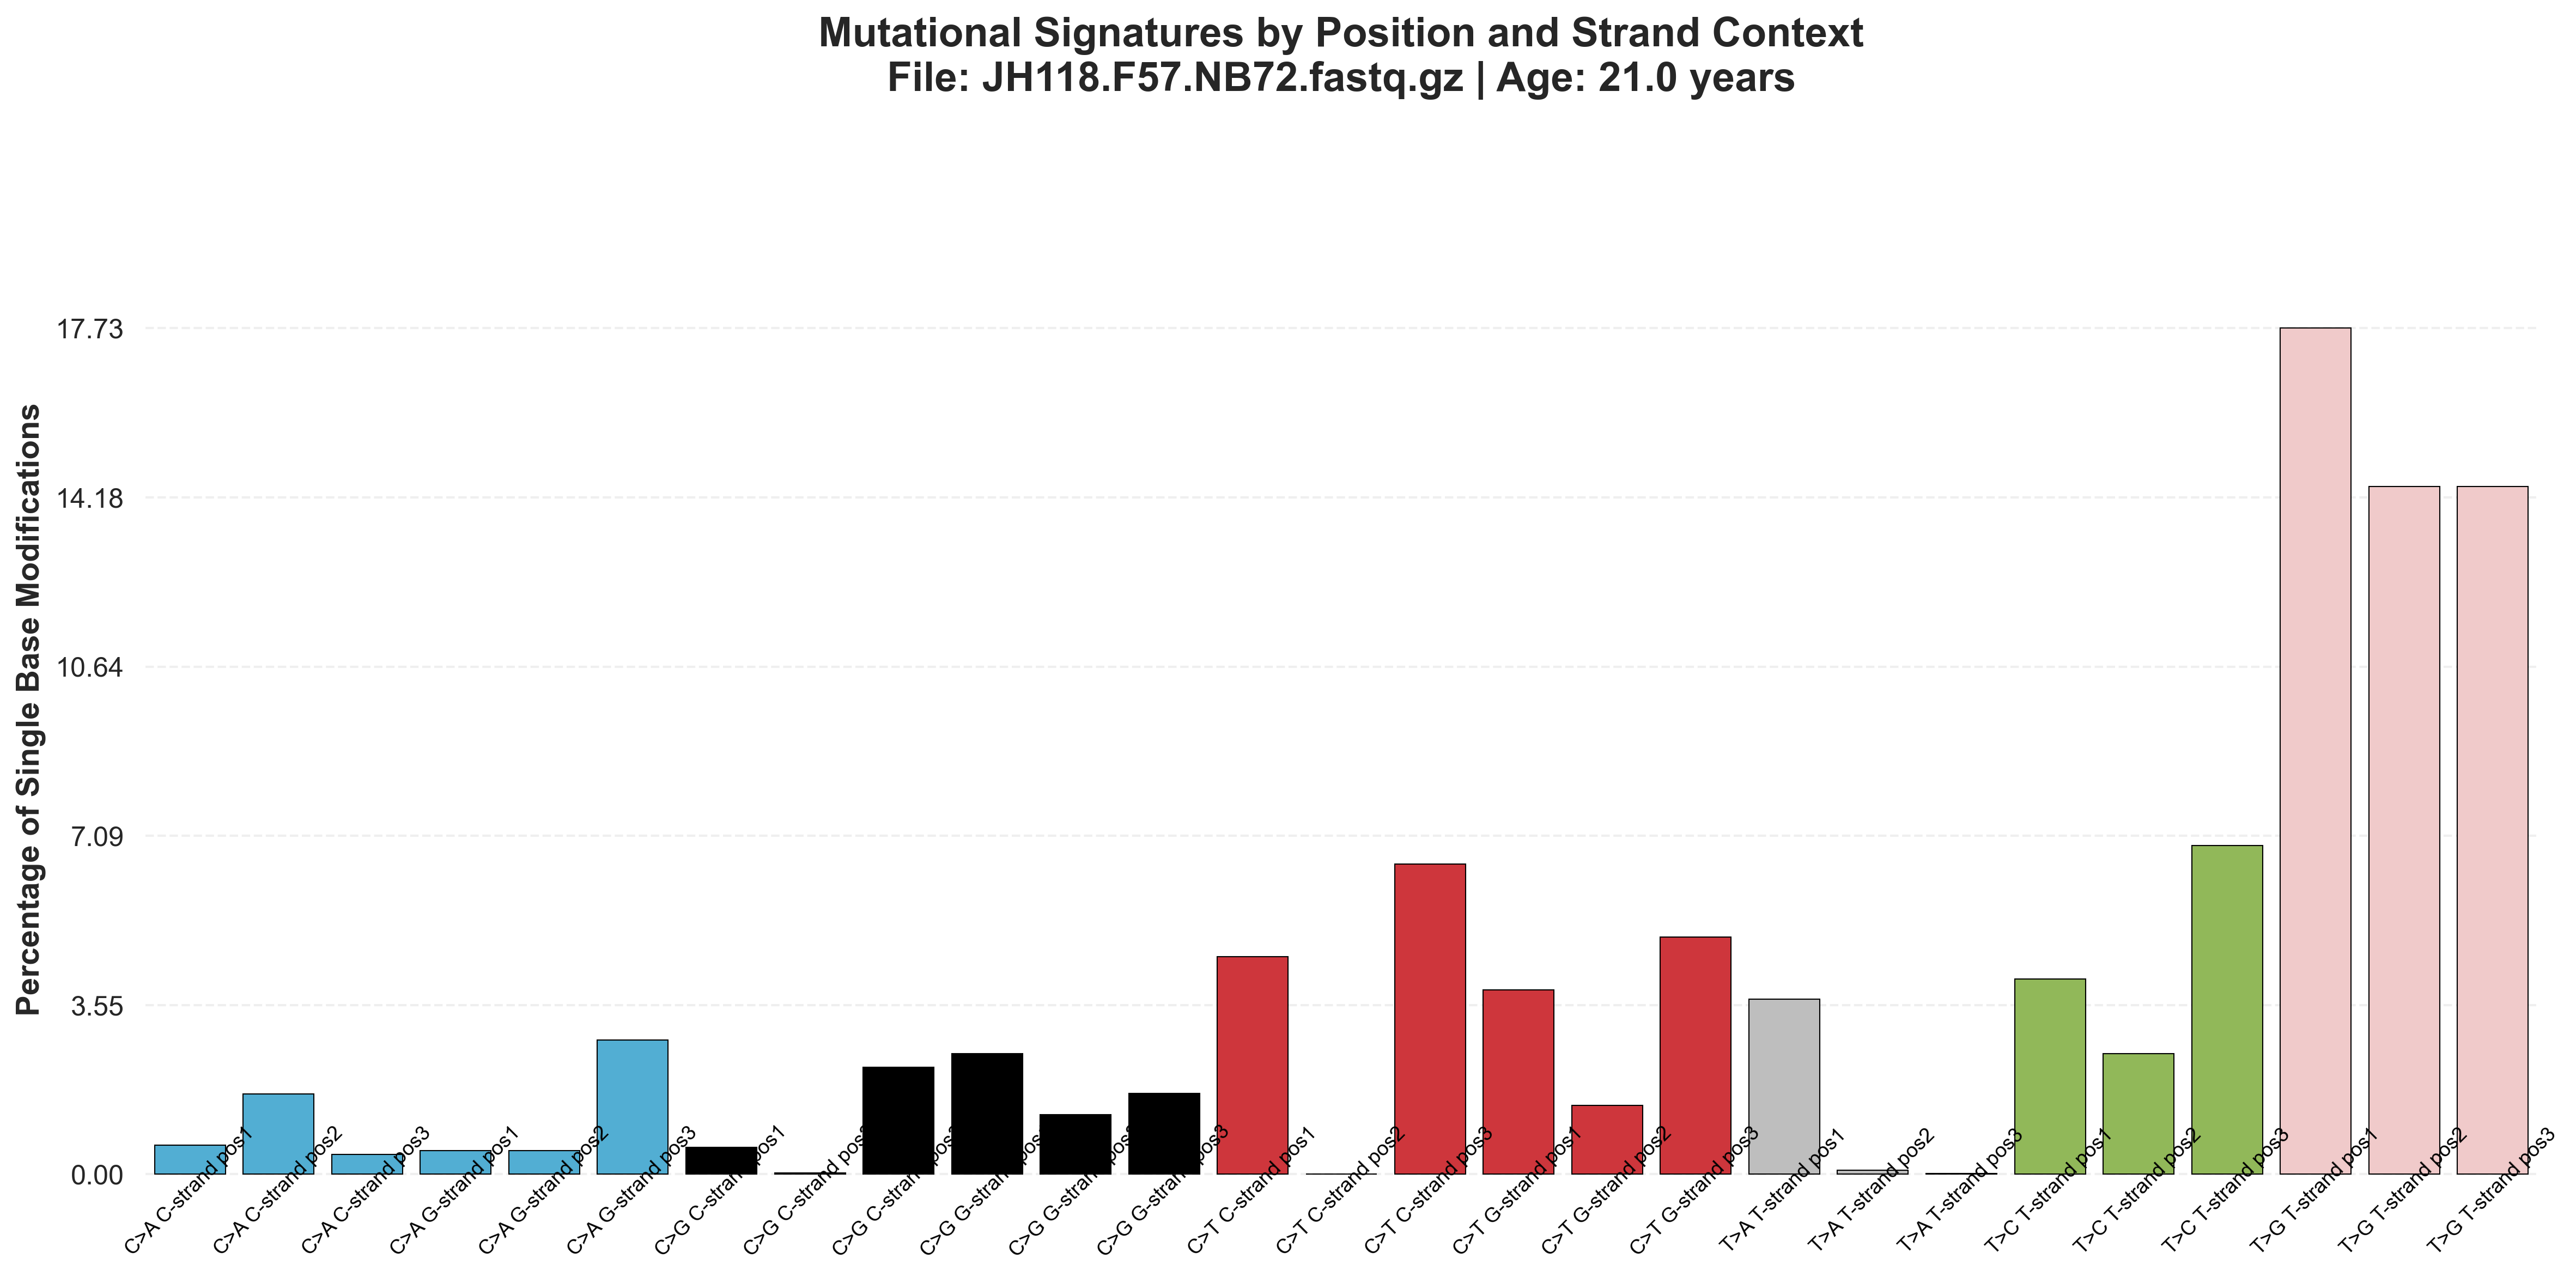 Mutational Signatures by Position and Strand Context
File: JH118.F57.NB72.fastq.gz | Age: 21.0 years
Percentage of Single Base Modifications
17.73
14.18
10.64
7.09
3.55
0.00
C>A C-strand pos1
C>A C-strand pos2
C>A C-strand pos3
C>A G-strand pos1
C>A G-strand pos2
C>A G-strand pos3
C>G C-strand pos1
C>G C-strand
C>G C-strand
C>G G-strand
C>G G-strand
C>G G-strand pos3
C>T C-strand pos1
C>T C-strand pos2
C>T C-strand pos3
C>T G-strand pos1
C>T G-strand pos2
C>T G-strand pos3
T>A T-strand pos1
T>A T-strand pos2
T>A T-strand pos3
T>C T-strand pos1
T>C T-strand pos2
T>C T-strand pos3
T>G T-strand pos1
T>G T-strand pos2
T>G T-strand pos3